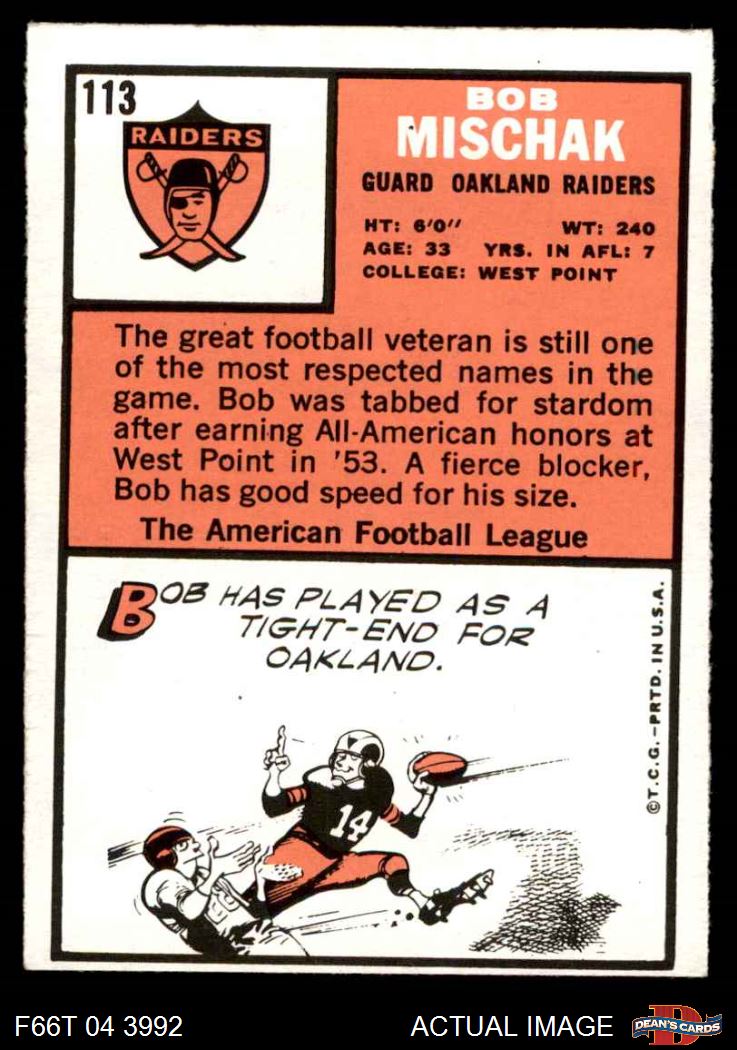 113
RAIDERS
BOB
MISCHAK
GUARD OAKLAND RAIDERS
HT: 6'0" WT: 240
AGE: 33 YRS. IN AFL: 7
COLLEGE: WEST POINT
The great football veteran is still one
of the most respected names in the
game. Bob was tabbed for stardom
after earning All-American honors at
West Point in '53. A fierce blocker,
Bob has good speed for his size.
The American Football League
BOB HAS PLAYED AS A
TIGHT-END FOR
OAKLAND.
14
©T.C.G.-PRTD. IN U.S.A.
F66T 04 3992
ACTUAL IMAGE
DEAN'S CARDS